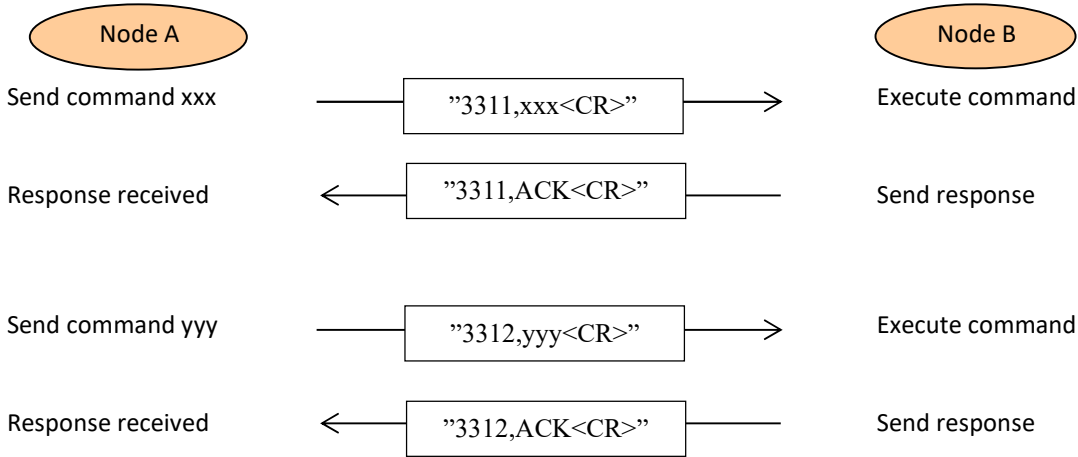 Node A Node B
Send command xxx ”3311,xxx<CR>” Execute command
Response received ”3311,ACK<CR>” Send response
Send command yyy ”3312,yyy<CR>” Execute command
Response received ”3312,ACK<CR>” Send response